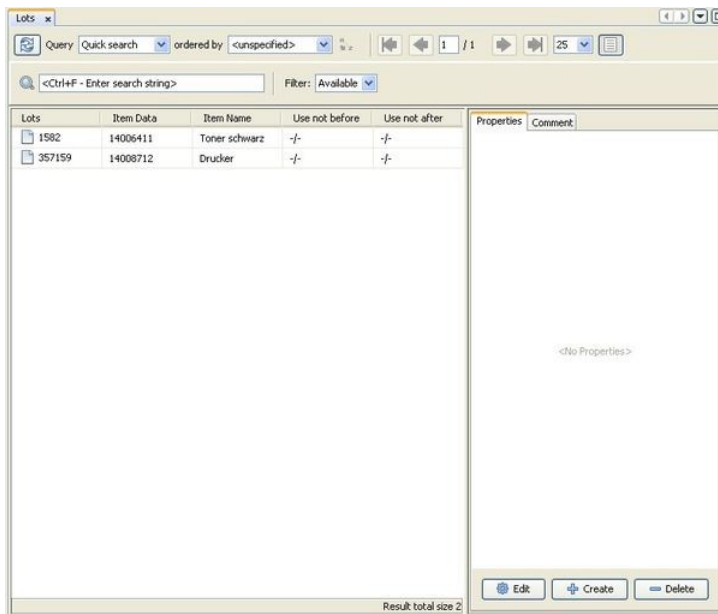 Lots
Query Quick search ordered by <unspecified> 1 / 1 25
<Ctrl+F - Enter search string> Filter: Available
Lots Item Data Item Name Use not before Use not after
1582 14006411 Toner schwarz -/- -/-
357159 14008712 Drucker -/- -/-
Properties Comment
<No Properties>
Edit Create Delete
Result total size 2